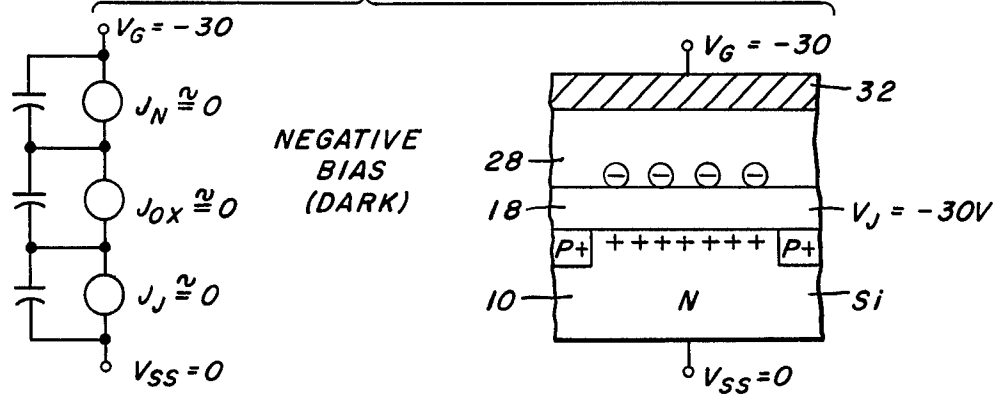 V_G = -30
J_N ≅ 0
J_OX ≅ 0
J_J ≅ 0
V_SS = 0
NEGATIVE
BIAS
(DARK)
V_G = -30
32
28
- - - -
18
V_J = -30V
P+ + + + + + + + P+
10
N
Si
V_SS = 0